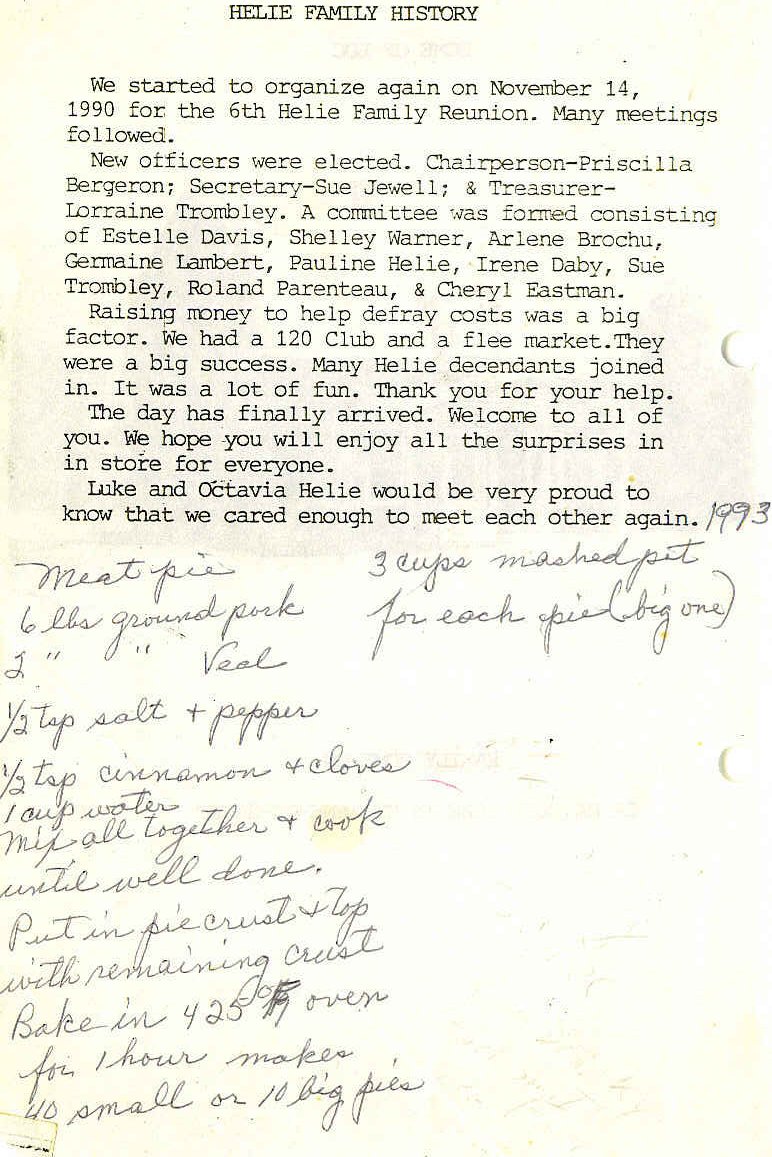 HELIE FAMILY HISTORY
We started to organize again on November 14,
1990 for the 6th Helie Family Reunion. Many meetings
followed.
New officers were elected. Chairperson-Priscilla
Bergeron; Secretary-Sue Jewell; & Treasurer-
Lorraine Trombley. A committee was formed consisting
of Estelle Davis, Shelley Warner, Arlene Brochu,
Germaine Lambert, Pauline Helie, Irene Daby, Sue
Trombley, Roland Parenteau, & Cheryl Eastman.
Raising money to help defray costs was a big
factor. We had a 120 Club and a flee market.They
were a big success. Many Helie decendants joined
in. It was a lot of fun. Thank you for your help.
The day has finally arrived. Welcome to all of
you. We hope you will enjoy all the surprises in
in store for everyone.
Luke and Octavia Helie would be very proud to
know that we cared enough to meet each other again. 1993
Meat pie
6 lbs ground pork
2 " " Veal
1/2 tsp salt + pepper
1/2 tsp cinnamon + cloves
1 cup water
Mix all together + cook
until well done.
Put in pie crust + top
with remaining crust
Bake in 425° oven
for 1 hour makes
40 small or 10 big pies
3 cups mashed pot
for each pie (big one)